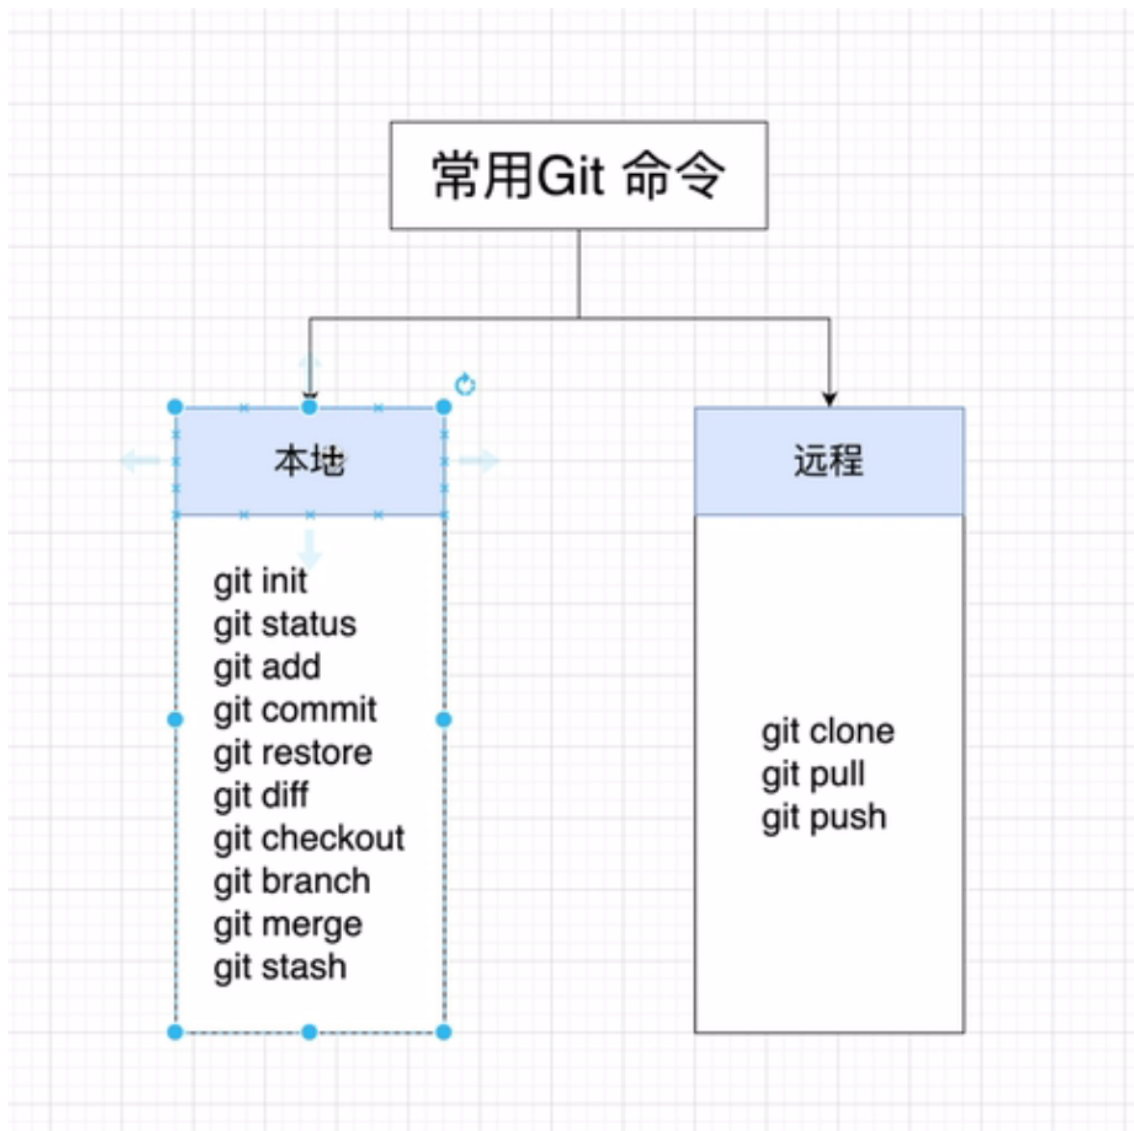 常用Git 命令
本地
远程
git init
git status
git add
git commit
git restore
git diff
git checkout
git branch
git merge
git stash
git clone
git pull
git push